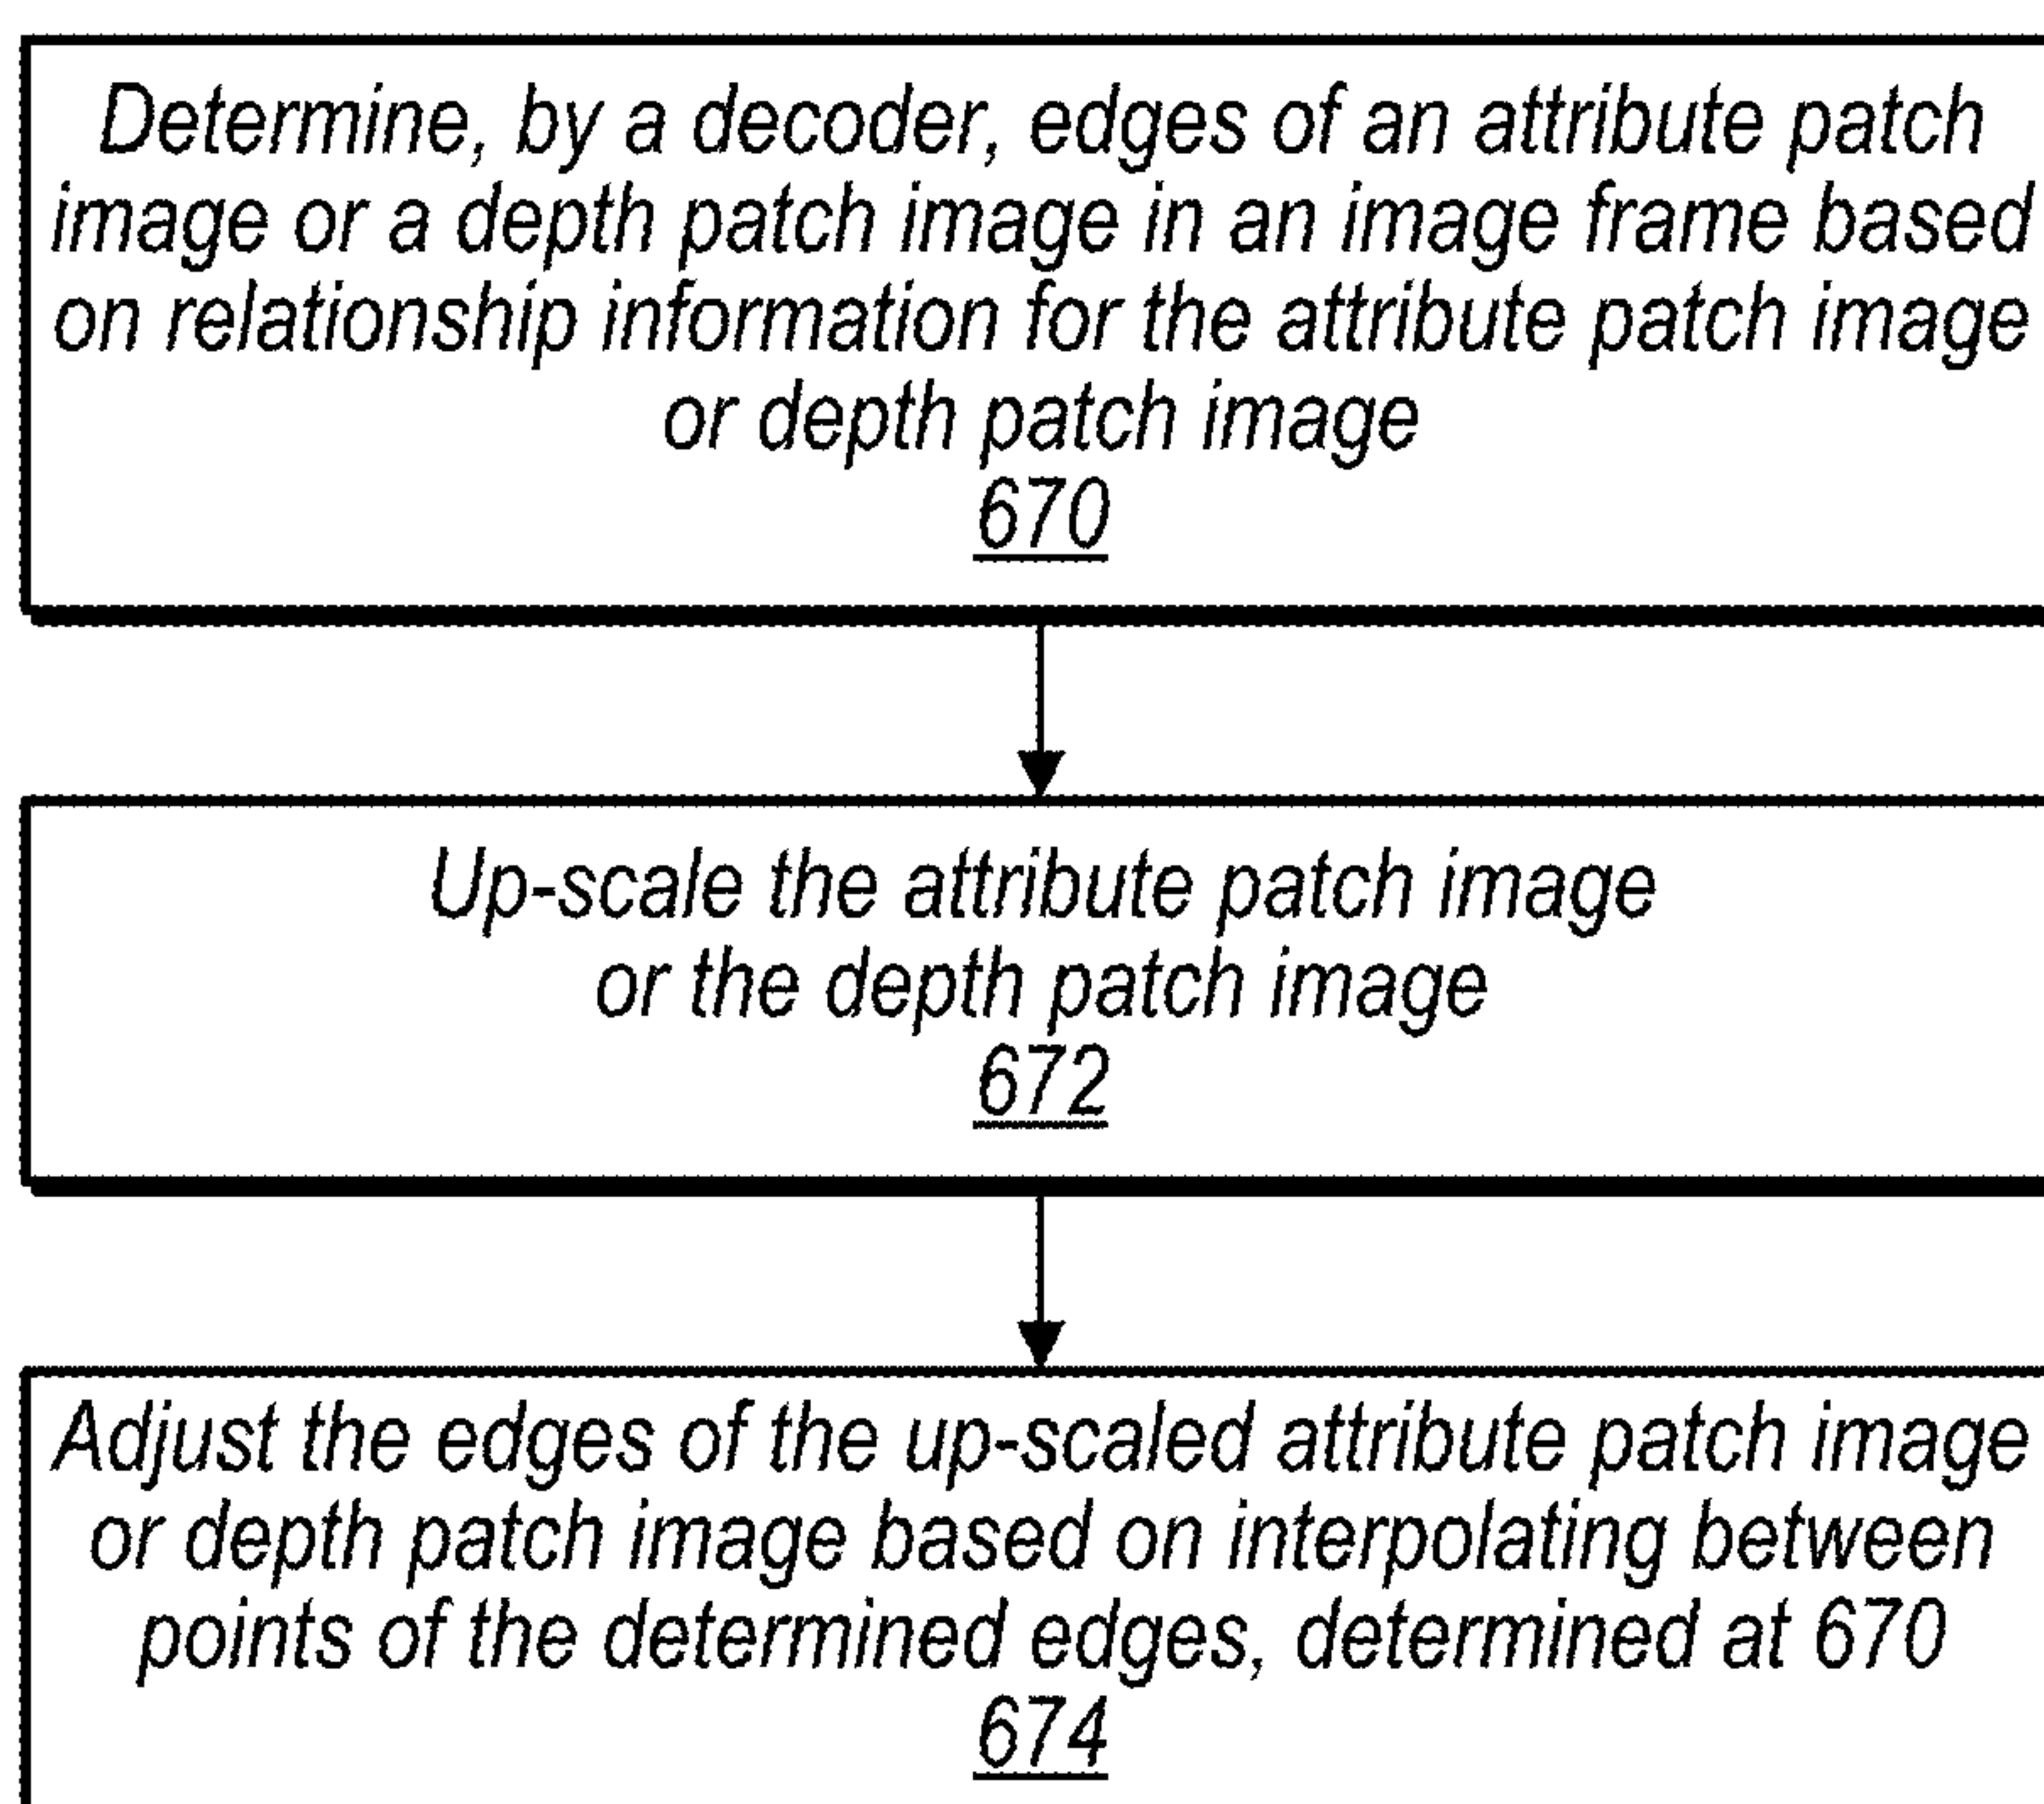 Determine, by a decoder, edges of an attribute patch
image or a depth patch image in an image frame based
on relationship information for the attribute patch image
or depth patch image
670
Up-scale the attribute patch image
or the depth patch image
672
Adjust the edges of the up-scaled attribute patch image
or depth patch image based on interpolating between
points of the determined edges, determined at 670
674